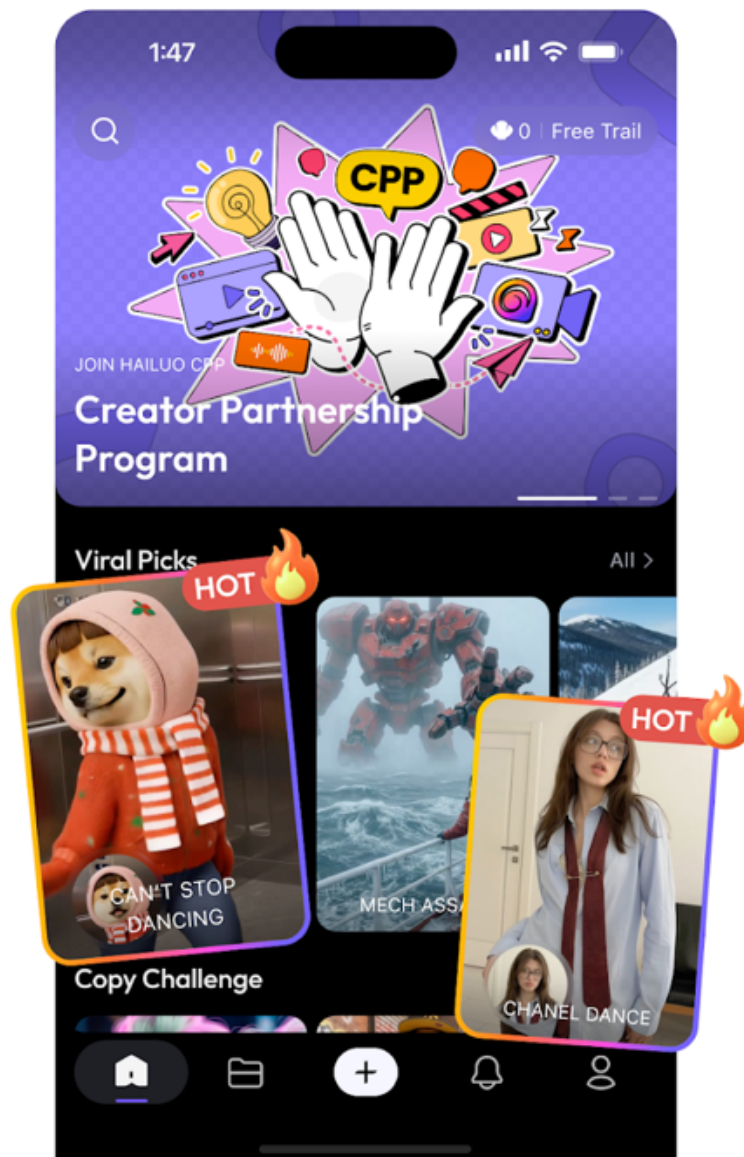 1:47
0 | Free Trail
CPP
JOIN HAILUO CPP
Creator Partnership
Program
Viral Picks
All >
HOT
HOT
CAN'T STOP
DANCING
MECH
CHANEL DANCE
Copy Challenge